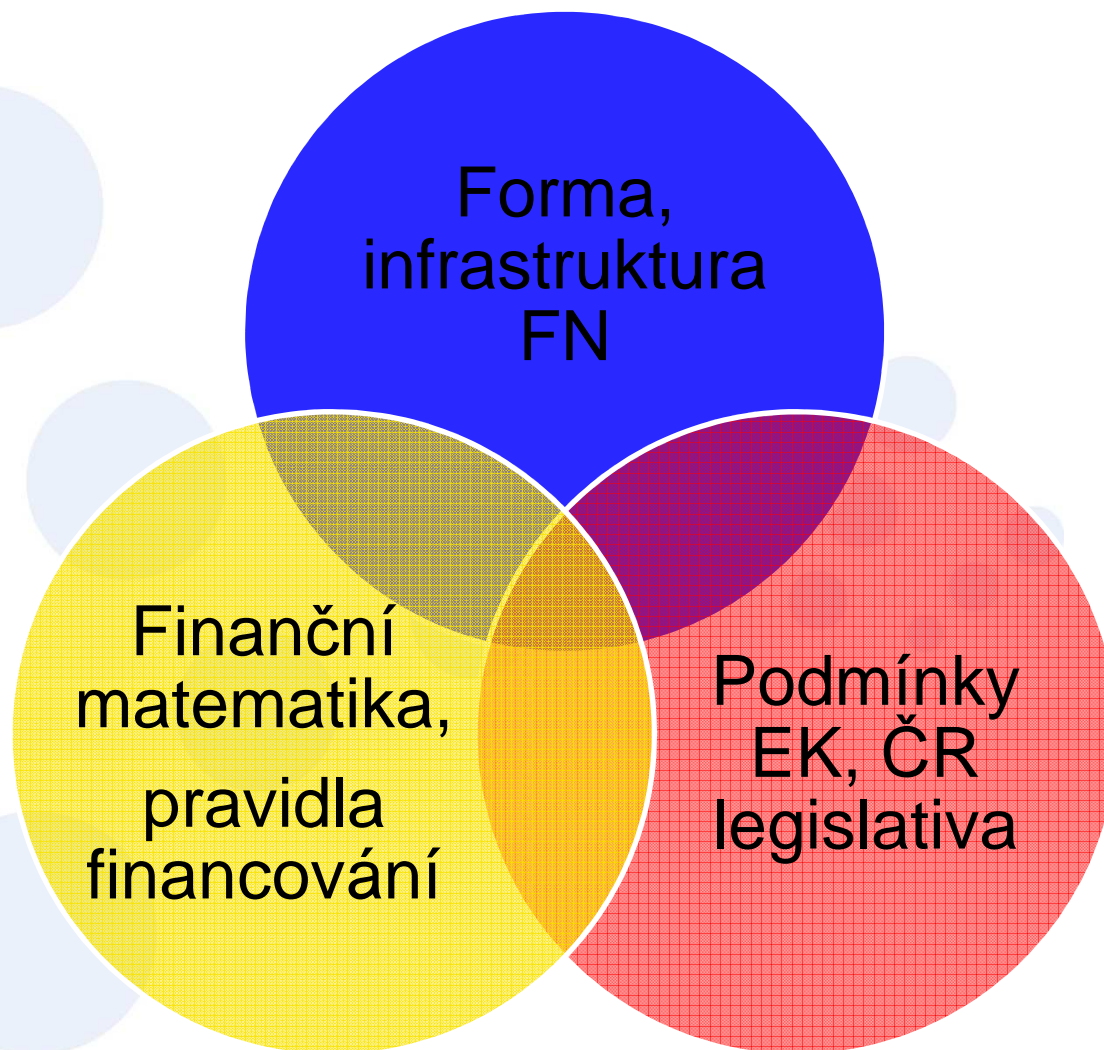 Forma,
infrastruktura
FN
Finanční
matematika,
pravidla
financování
Podmínky
EK, ČR
legislativa